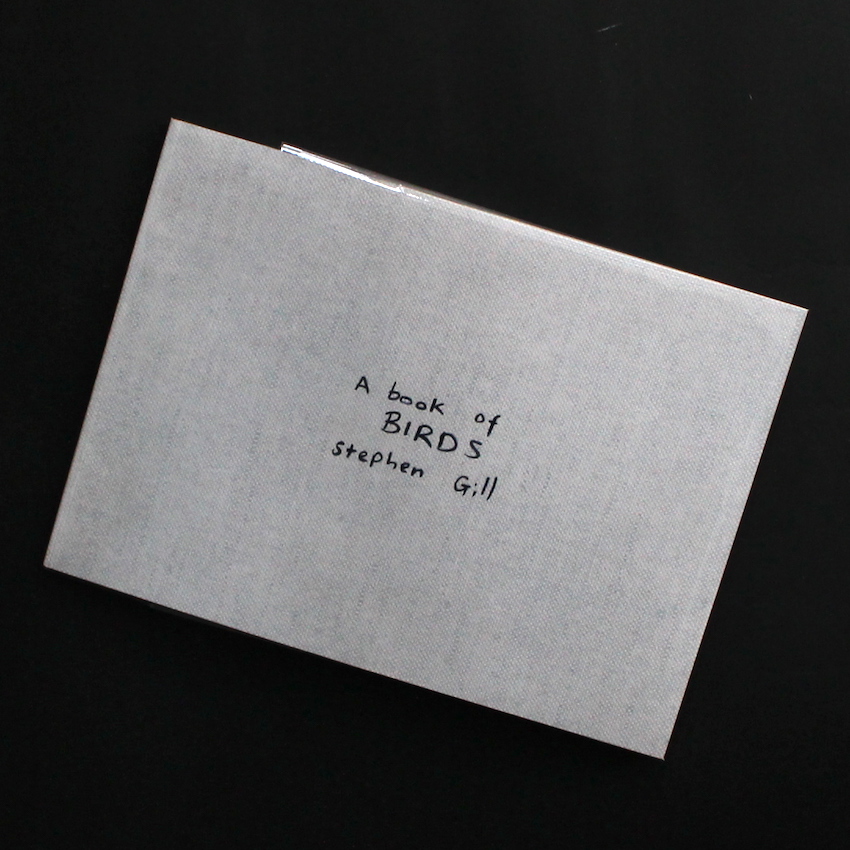 A book of
BIRDS
stephen Gill